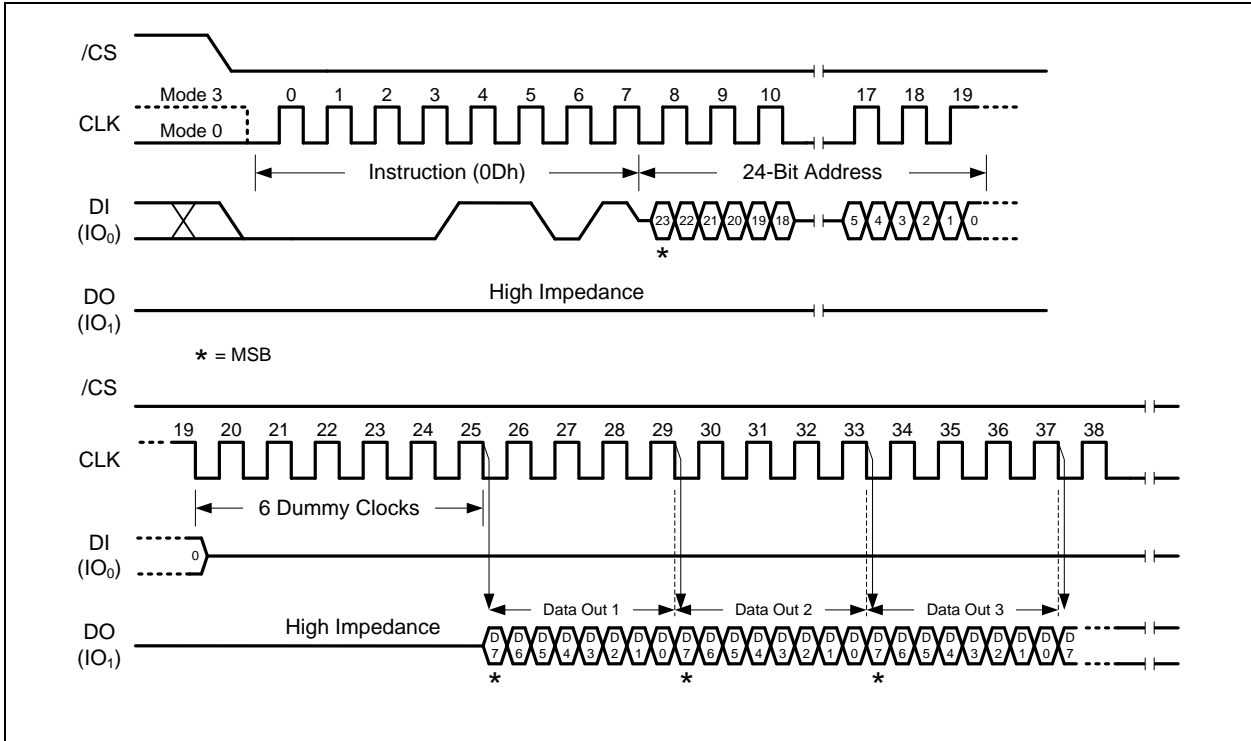 /CS
Mode 3
0 1 2 3 4 5 6 7 8 9 10 17 18 19
CLK
Mode 0
Instruction (0Dh) 24-Bit Address
DI
(IO0)
23 22 21 20 19 18 5 4 3 2 1 0
*
High Impedance
DO
(IO1)
* = MSB
/CS
19 20 21 22 23 24 25 26 27 28 29 30 31 32 33 34 35 36 37 38
CLK
6 Dummy Clocks
DI
(IO0)
0
Data Out 1 Data Out 2 Data Out 3
High Impedance
DO
(IO1)
D7 D6 D5 D4 D3 D2 D1 D0 D7 D6 D5 D4 D3 D2 D1 D0 D7 D6 D5 D4 D3 D2 D1 D0 D7
* * *